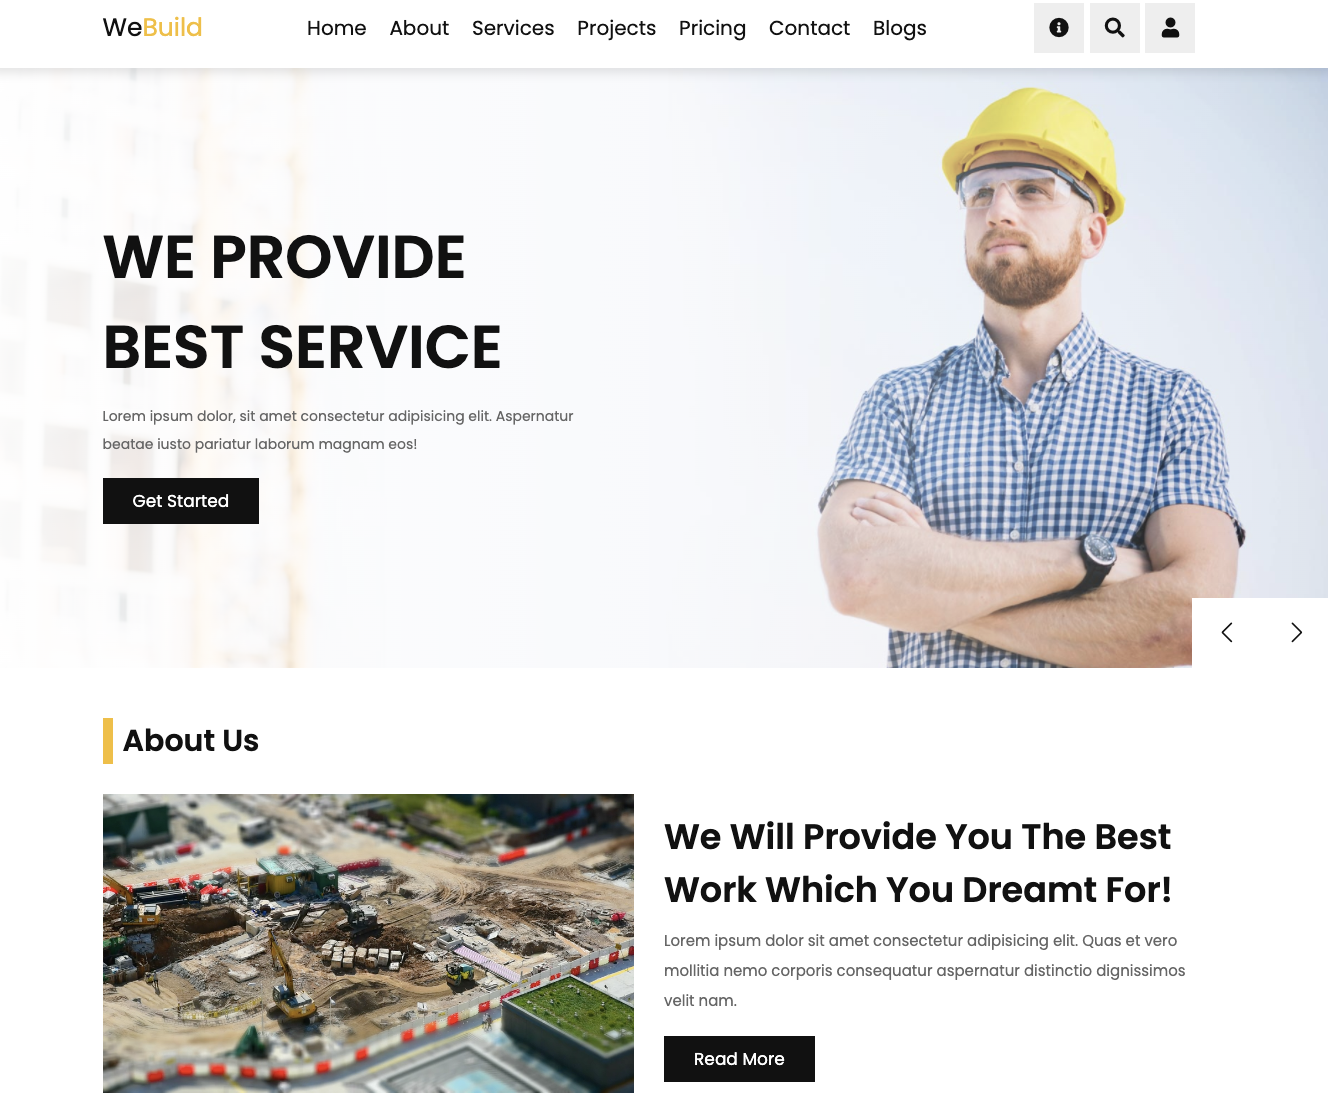 WeBuild
Home About Services Projects Pricing Contact Blogs
WE PROVIDE
BEST SERVICE
Lorem ipsum dolor, sit amet consectetur adipisicing elit. Aspernatur
beatae iusto pariatur laborum magnam eos!
Get Started
About Us
We Will Provide You The Best
Work Which You Dreamt For!
Lorem ipsum dolor sit amet consectetur adipisicing elit. Quas et vero
mollitia nemo corporis consequatur aspernatur distinctio dignissimos
velit nam.
Read More